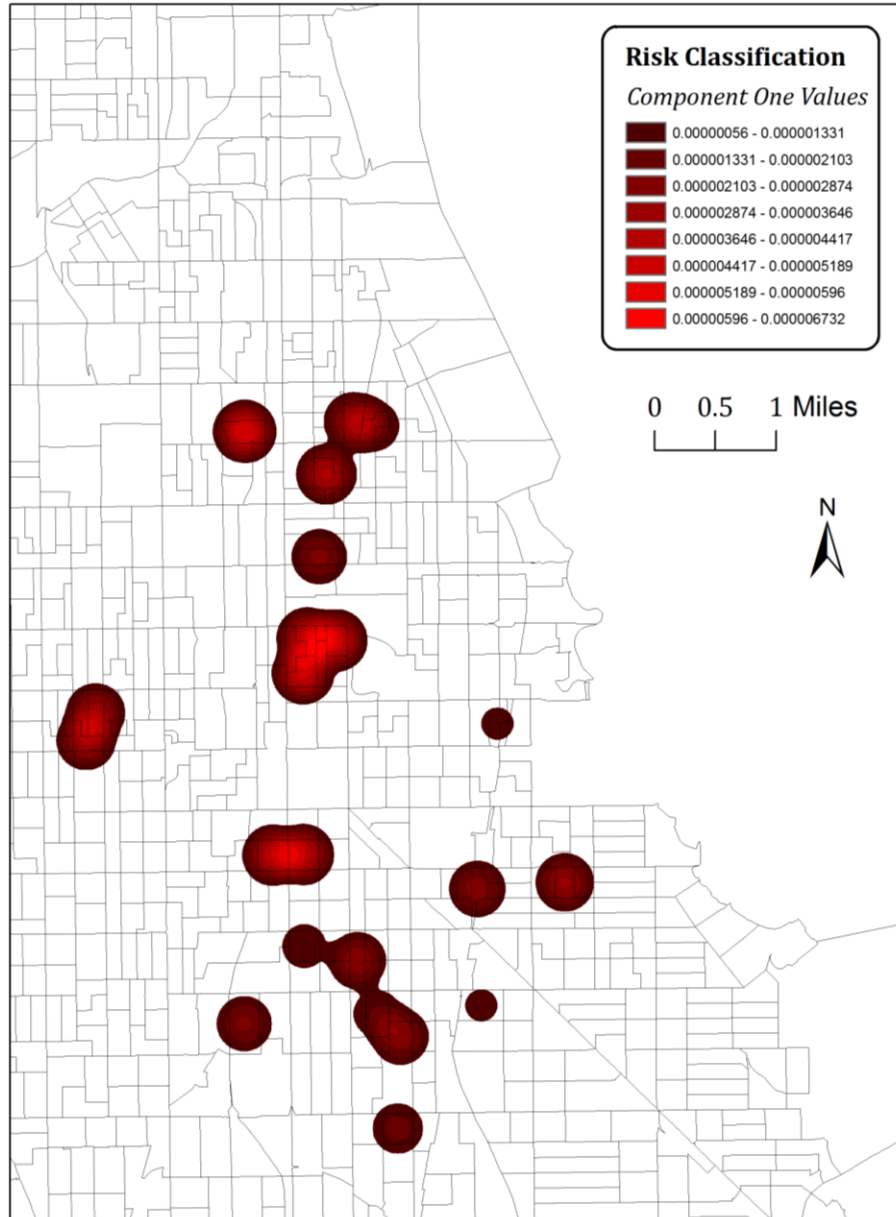 Risk Classification
Component One Values
0.00000056 - 0.000001331
0.000001331 - 0.000002103
0.000002103 - 0.000002874
0.000002874 - 0.000003646
0.000003646 - 0.000004417
0.000004417 - 0.000005189
0.000005189 - 0.00000596
0.00000596 - 0.000006732
0 0.5 1 Miles
N